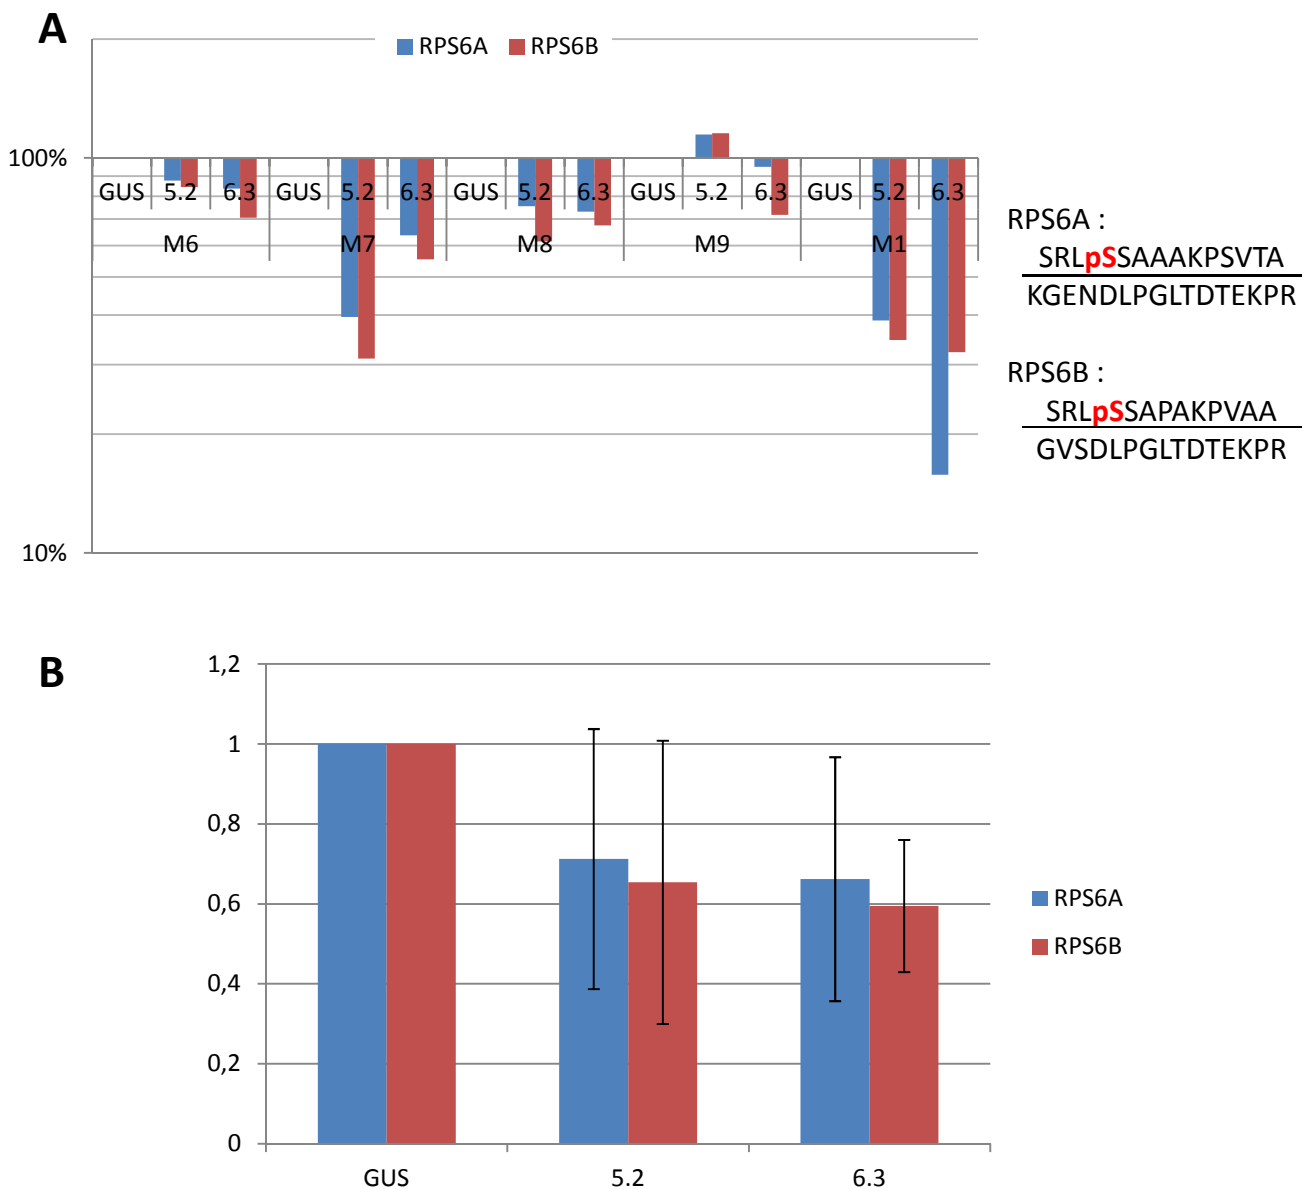 A
RPS6A RPS6B
100%
GUS 5.2 6.3 GUS 5.2 6.3 GUS 5.2 6.3 GUS 5.2 6.3 GUS 5.2 6.3
M6 M7 M8 M9 M1
10%
RPS6A :
SRLpSSAAAKPSVTA
KGENDLPGLTDTEKPR
RPS6B :
SRLpSSAPAKPVAA
GVSDLPGLTDTEKPR
B
1,2
1
0,8
0,6
0,4
0,2
0
GUS 5.2 6.3
RPS6A
RPS6B